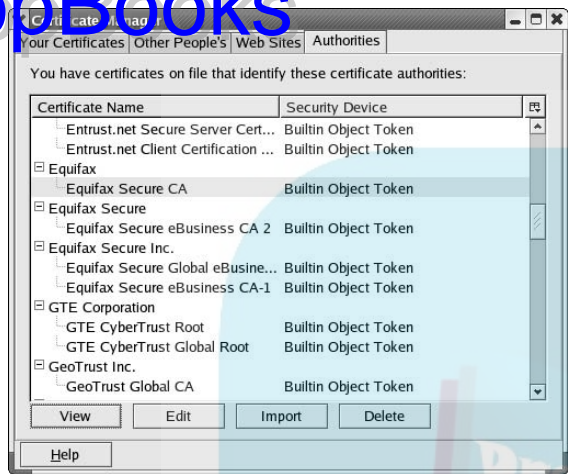 Certificate Manager
Your Certificates Other People's Web Sites Authorities
You have certificates on file that identify these certificate authorities:
Certificate Name Security Device
Entrust.net Secure Server Cert... Builtin Object Token
Entrust.net Client Certification ... Builtin Object Token
Equifax
Equifax Secure CA Builtin Object Token
Equifax Secure
Equifax Secure eBusiness CA 2 Builtin Object Token
Equifax Secure Inc.
Equifax Secure Global eBusine... Builtin Object Token
Equifax Secure eBusiness CA-1 Builtin Object Token
GTE Corporation
GTE CyberTrust Root Builtin Object Token
GTE CyberTrust Global Root Builtin Object Token
GeoTrust Inc.
GeoTrust Global CA Builtin Object Token
View Edit Import Delete
Help